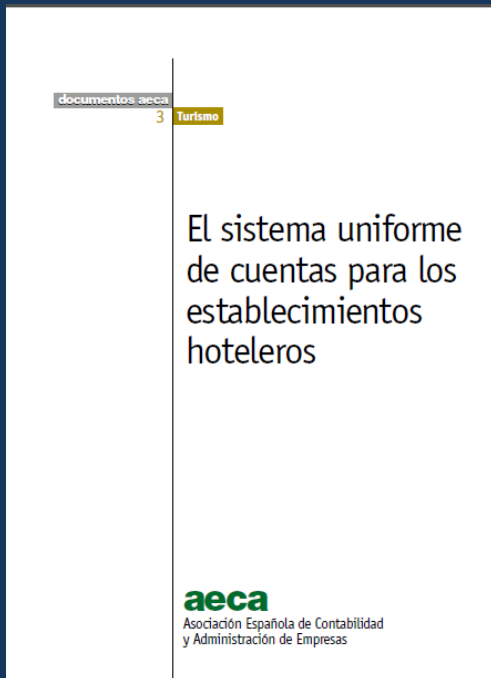 documentos aeca
3 Turismo
El sistema uniforme
de cuentas para los
establecimientos
hoteleros
aeca
Asociación Española de Contabilidad
y Administración de Empresas